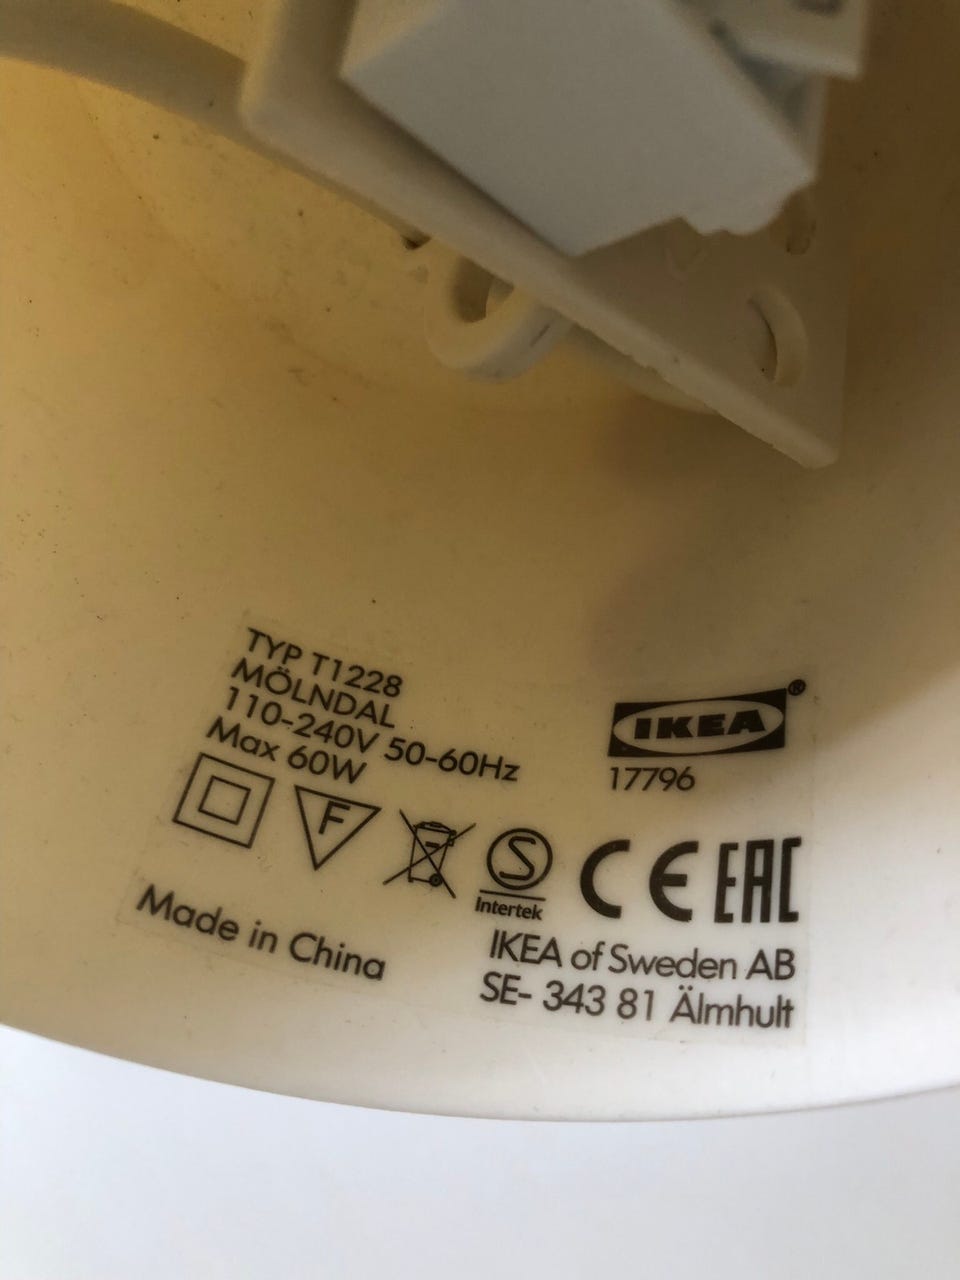 TYP T1228
MÖLNDAL
110-240V 50-60Hz
Max 60W
IKEA®
17796
F
S
Intertek
CE EAC
Made in China
IKEA of Sweden AB
SE- 343 81 Älmhult